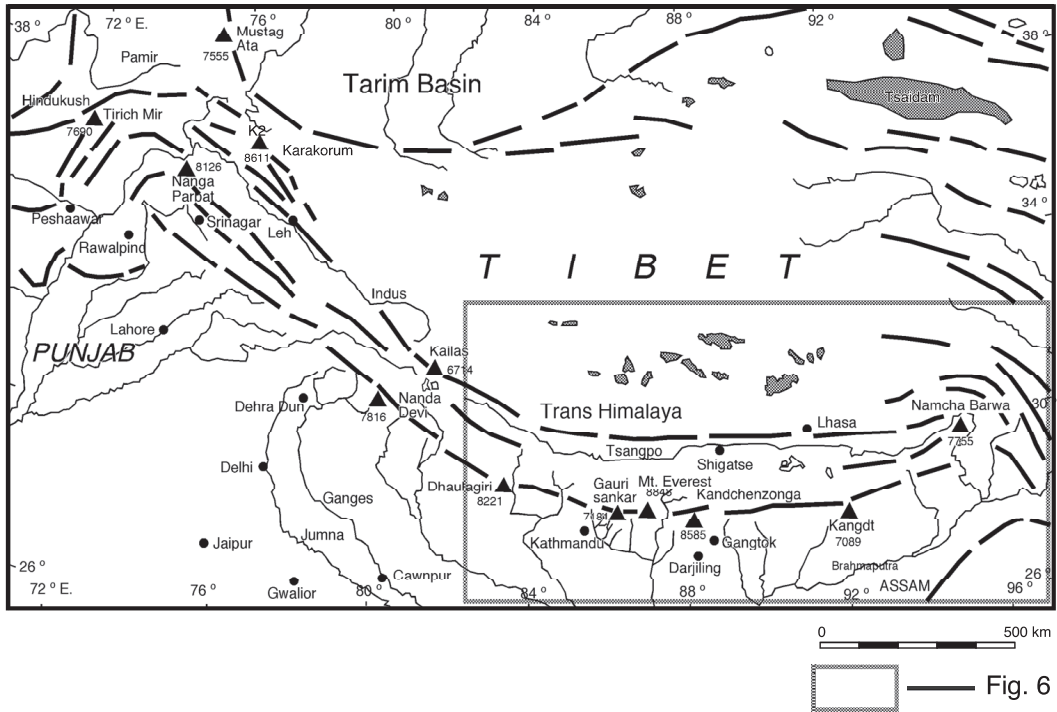 38 º
72 º E.
76 º
80 º
84 º
88 º
92 º
38 º
Mustag
Ata
7555
Pamir
Tarim Basin
Hindukush
Tirich Mir
7690
Tsaidam
K2
8611
Karakorum
8126
Nanga
Parbat
34 º
Peshaawar
Srinagar
Leh
Rawalpind
T I B E T
Indus
Lahore
PUNJAB
Kailas
6714
Dehra Dun
Nanda
Devi
7816
Trans Himalaya
Lhasa
Namcha Barwa
7755
30
Tsangpo
Shigatse
Delhi
Dhaulagiri
8221
Gauri
sankar
Mt. Everest
8848
Kandchenzonga
Ganges
Jumna
Kathmandu
8585
Gangtok
Kangdt
7089
Jaipur
Darjiling
Brahmaputra
26 º
Cawnpur
Gwalior
ASSAM
26 º
72 º E.
76 º
80 º
84 º
88 º
92 º
96 º
0
500 km
Fig. 6